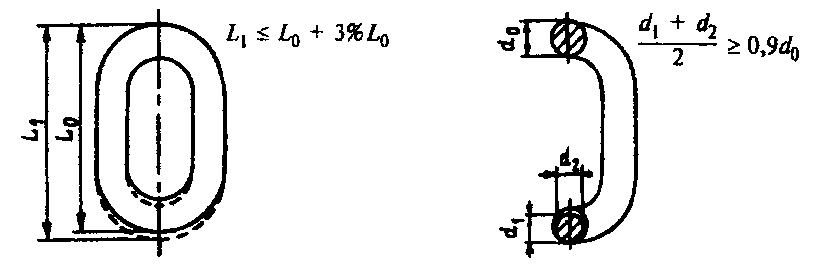 L₁ ≤ L₀ + 3%L₀
(d₁ + d₂)/2 ≥ 0,9d₀
L₁
L₀
d₀
d₂
d₁